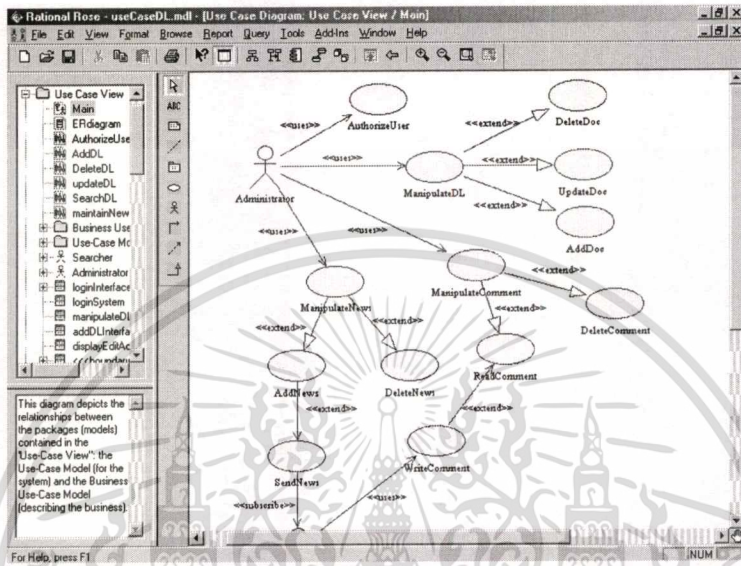 Rational Rose - useCaseDL.mdl - [Use Case Diagram: Use Case View / Main]
File Edit View Format Browse Report Query Tools Add-Ins Window Help
Use Case View
Main
ERdiagram
AuthorizeUse
AddDL
DeleteDL
updateDL
SearchDL
maintainNew
Business Use
Use-Case Mc
Searcher
Administrator
loginInterface
loginSystem
manipulateDL
addDLInterfa
displayEditAc
<<boundary
This diagram depicts the
relationships between
the packages (models)
contained in the
"Use-Case View": the
Use-Case Model (for the
system) and the Business
Use-Case Model
(describing the business).
ABC
<<uses>>
AuthorizeUser
<<extend>>
DeleteDoc
<<uses>>
ManipulateDL
<<extend>>
UpdateDoc
Administrator
<<extend>>
AddDoc
<<uses>>
<<uses>>
ManipulateComment
<<extend>>
ManipulateNews
<<extend>>
DeleteComment
<<extend>>
<<extend>>
AddNews
DeleteNews
ReadComment
<<extend>>
<<extend>>
SendNews
WriteComment
<<subscribe>>
<<uses>>
For Help, press F1
NUM